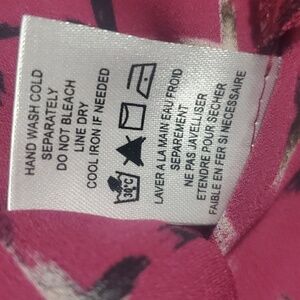 HAND WASH COLD
SEPARATELY
DO NOT BLEACH
LINE DRY
COOL IRON IF NEEDED
30°C
LAVER A LA MAIN EAU FROID
SEPAREMENT
NE PAS JAVELLISER
ETENDRE POUR SECHER
FAIBLE EN FER SI NECESSAIRE